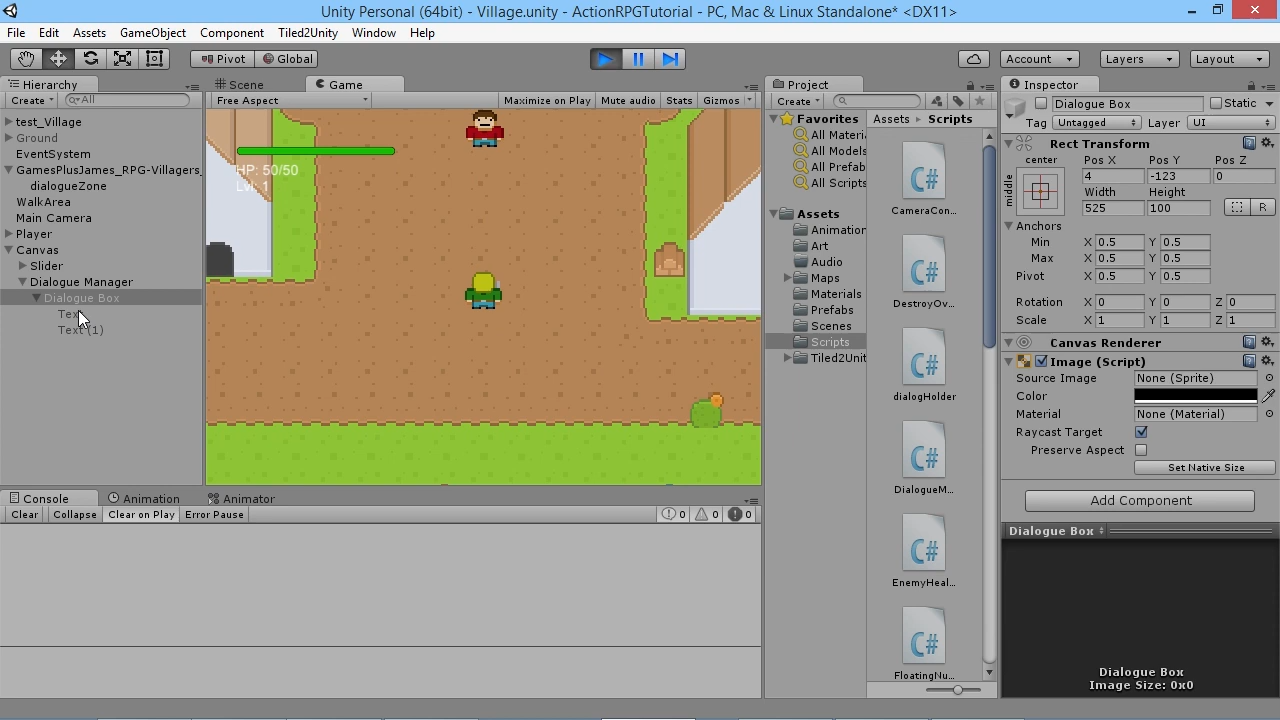 Unity Personal (64bit) - Village.unity - ActionRPGTutorial - PC, Mac & Linux Standalone* <DX11>
File Edit Assets GameObject Component Tiled2Unity Window Help
Pivot Global Account Layers Layout
Hierarchy
Create All
test_Village
Ground
EventSystem
GamesPlusJames_RPG-Villagers_
dialogueZone
WalkArea
Main Camera
Player
Canvas
Slider
Dialogue Manager
Dialogue Box
Tex
Text (1)
Scene Game
Free Aspect Maximize on Play Mute audio Stats Gizmos
HP: 50/50
Lvl: 1
Console Animation Animator
Clear Collapse Clear on Play Error Pause 0 0 0
Project
Create
Favorites
All Materi
All Models
All Prefab
All Scripts
Assets
Animation
Art
Audio
Maps
Materials
Prefabs
Scenes
Scripts
Tiled2Unit
Assets Scripts
CameraCon...
DestroyOv...
dialogHolder
DialogueM...
EnemyHeal...
FloatingNu...
Inspector
Dialogue Box Static
Tag Untagged Layer UI
Rect Transform
center Pos X Pos Y Pos Z
middle 4 -123 0
Width Height
525 100 R
Anchors
Min X 0.5 Y 0.5
Max X 0.5 Y 0.5
Pivot X 0.5 Y 0.5
Rotation X 0 Y 0 Z 0
Scale X 1 Y 1 Z 1
Canvas Renderer
Image (Script)
Source Image None (Sprite)
Color
Material None (Material)
Raycast Target
Preserve Aspect
Set Native Size
Add Component
Dialogue Box
Dialogue Box
Image Size: 0x0